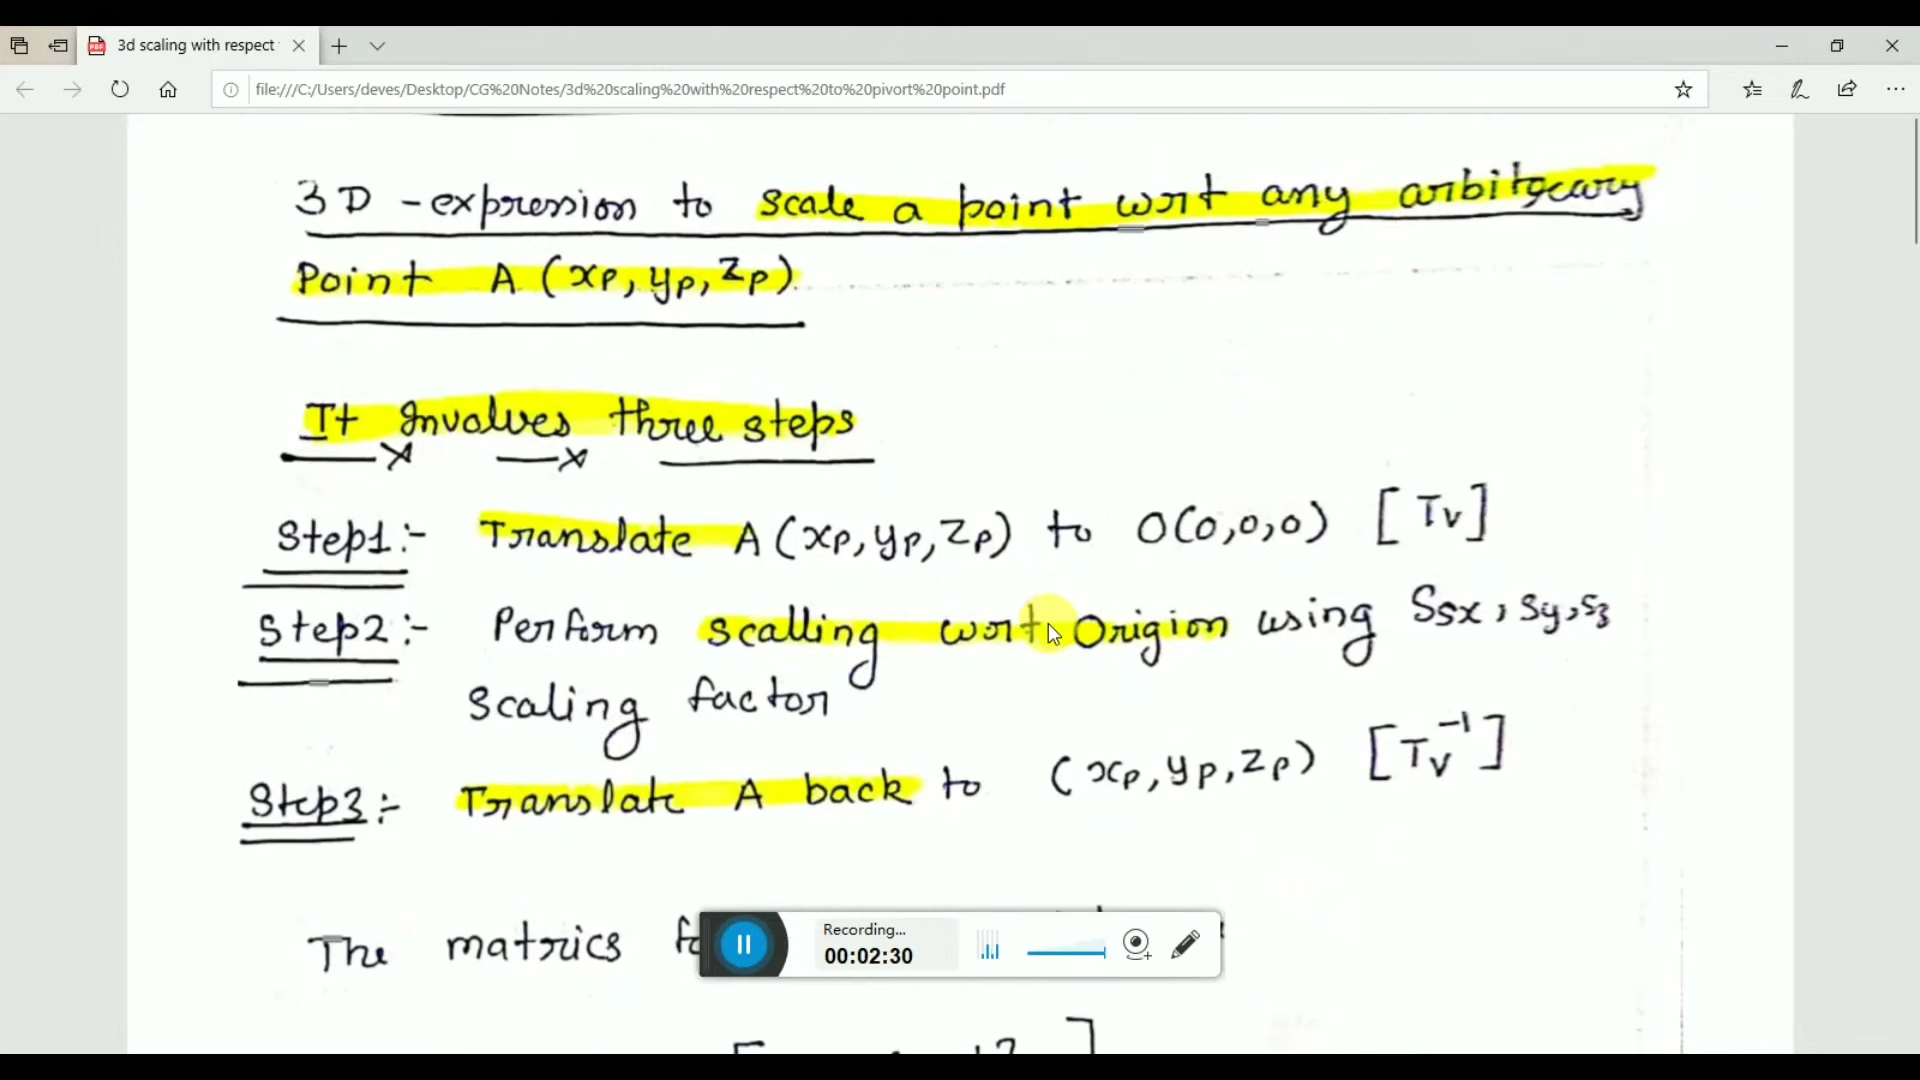 3d scaling with respect
file:///C:/Users/deves/Desktop/CG%20Notes/3d%20scaling%20with%20respect%20to%20pivort%20point.pdf
3D -expression to scale a point wrt any arbitrary
Point A (xp, yp, zp)
It involves three steps
Step1:- Translate A(xp, yp, zp) to O(0,0,0) [Tv]
Step2:- Perform scalling wrt Origion using Ssx, Sy, Sz
scaling factor
Step3:- Translate A back to (xp, yp, zp) [Tv⁻¹]
The matrics
Recording...
00:02:30